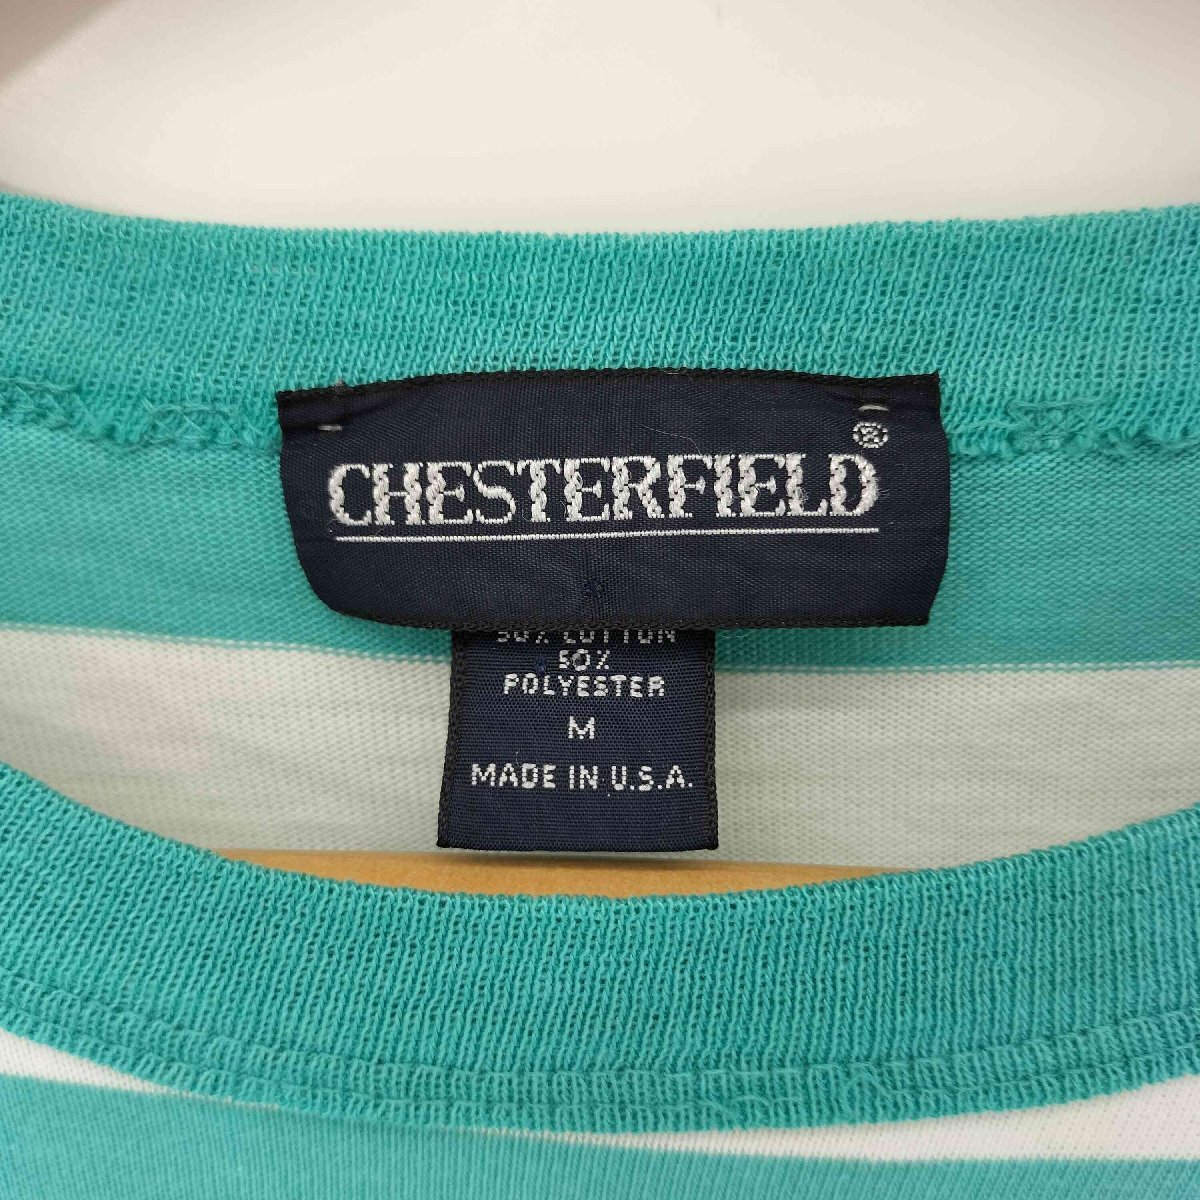 CHESTERFIELD®
50% COTTON
50%
POLYESTER
M
MADE IN U.S.A.